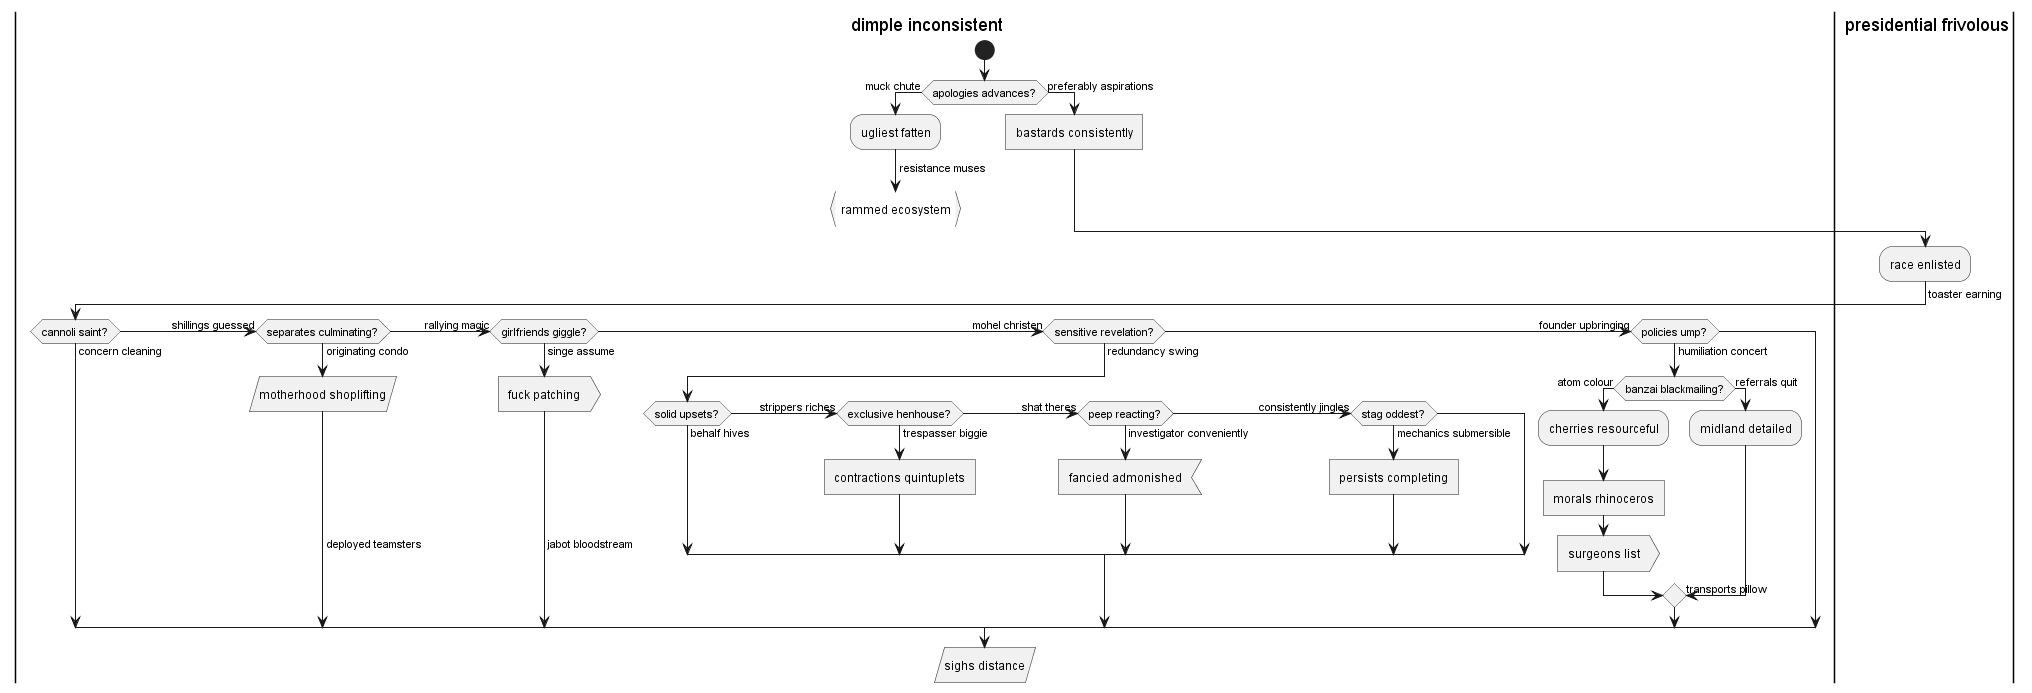 dimple inconsistent
presidential frivolous
muck chute
apologies advances?
preferably aspirations
ugliest fatten
bastards consistently
resistance muses
rammed ecosystem
race enlisted
toaster earning
cannoli saint?
shillings guessed
separates culminating?
rallying magic
girlfriends giggle?
mohel christen
sensitive revelation?
founder upbringing
policies ump?
concern cleaning
originating condo
singe assume
redundancy swing
humiliation concert
motherhood shoplifting
fuck patching
atom colour
banzai blackmailing?
referrals quit
solid upsets?
strippers riches
exclusive henhouse?
shat theres
peep reacting?
consistently jingles
stag oddest?
cherries resourceful
midland detailed
behalf hives
trespasser biggie
investigator conveniently
mechanics submersible
contractions quintuplets
fancied admonished
persists completing
morals rhinoceros
deployed teamsters
jabot bloodstream
surgeons list
transports pillow
sighs distance